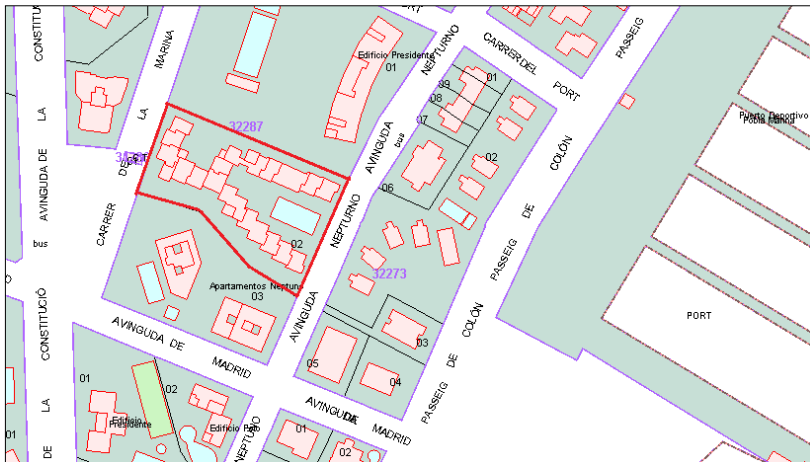 AVINGUDA DE LA CONSTITUCIÓ
CARRER DE LA MARINA
Edificio Presidente
01
NEPTURNO
CARRER DEL PORT
PASSEIG
Puerto Deportivo
32287
09
01
08
07
AVINGUDA
bus
02
06
PASSEIG DE COLÓN
bus
NEPTURNO
02
32273
Apartamentos Neptuns
03
AVINGUDA
PORT
AVINGUDA DE MADRID
05
03
04
PASSEIG DE COLÓN
01
02
Edificio
Presidente
Edificio
NEPTUNO
AVINGUDA DE MADRID
01
02
01
DE LA CONSTITUCIÓ